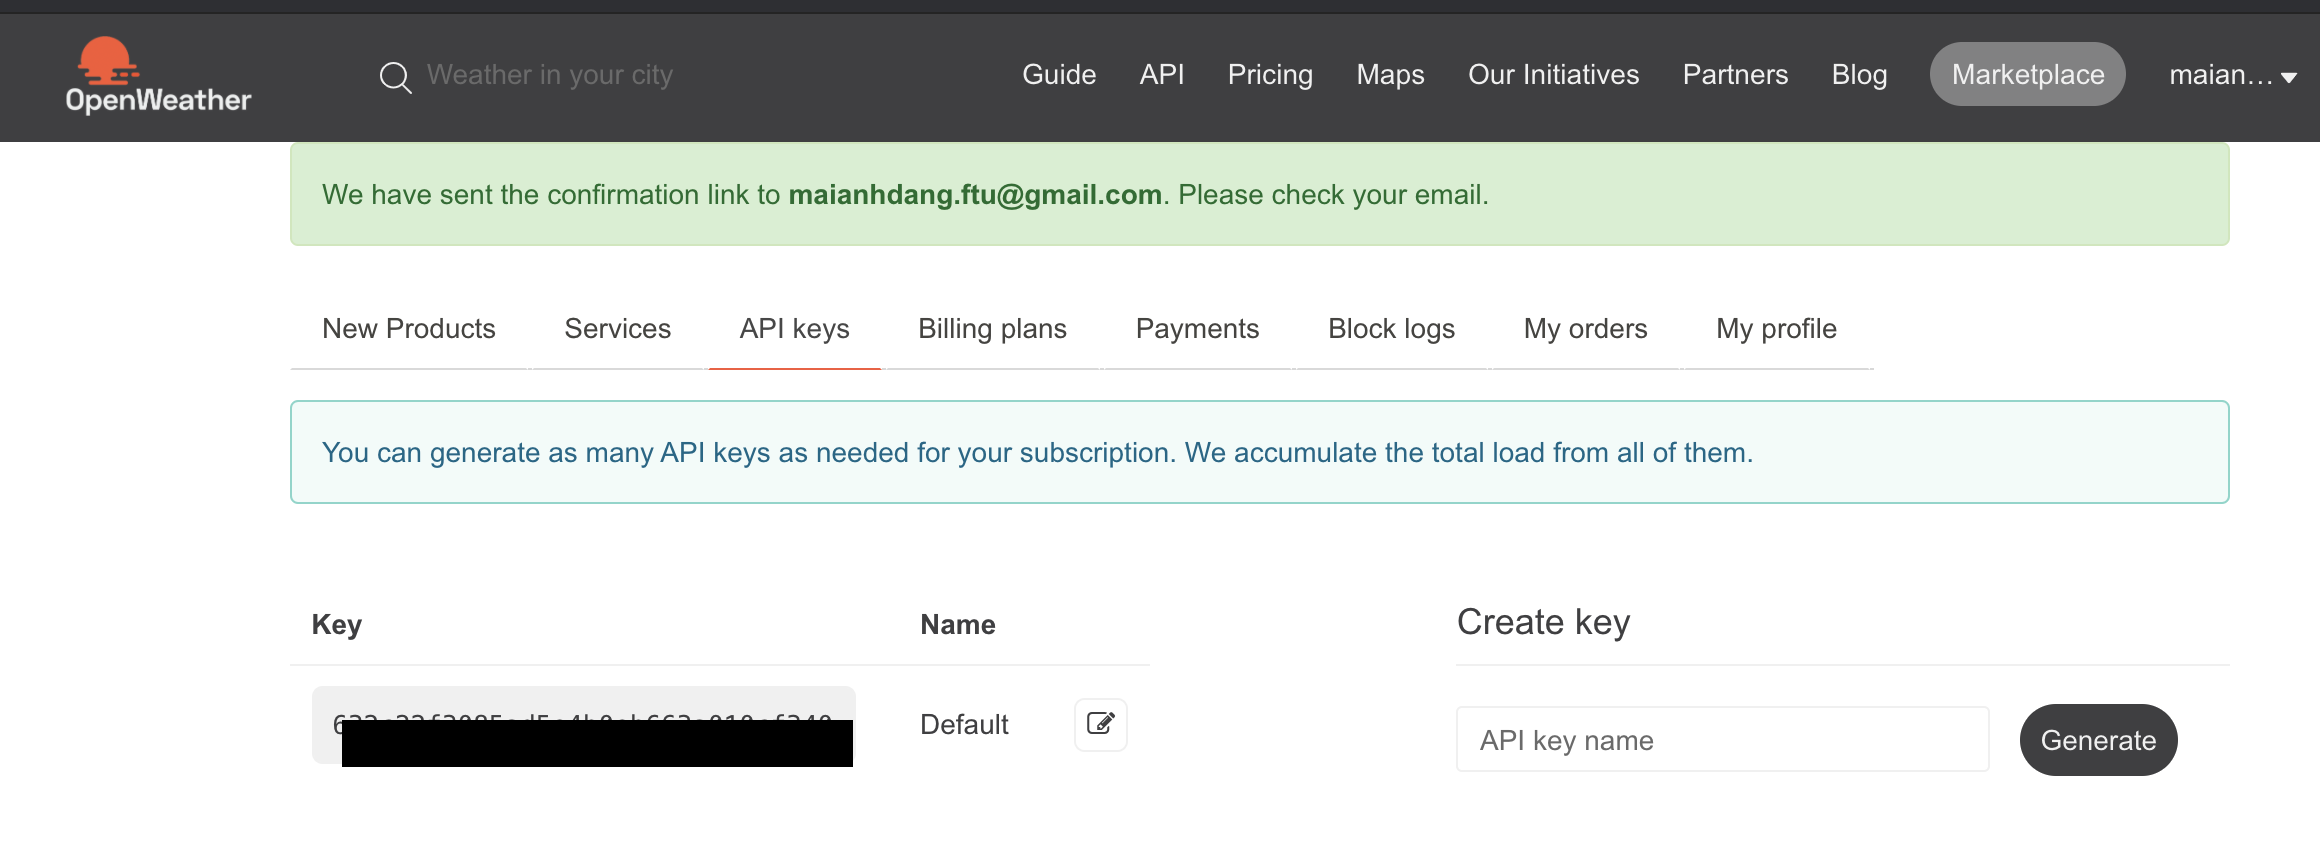 OpenWeather
Weather in your city
Guide
API
Pricing
Maps
Our Initiatives
Partners
Blog
Marketplace
maian...
We have sent the confirmation link to maianhdang.ftu@gmail.com. Please check your email.
New Products
Services
API keys
Billing plans
Payments
Block logs
My orders
My profile
You can generate as many API keys as needed for your subscription. We accumulate the total load from all of them.
Key
Name
Create key
Default
API key name
Generate